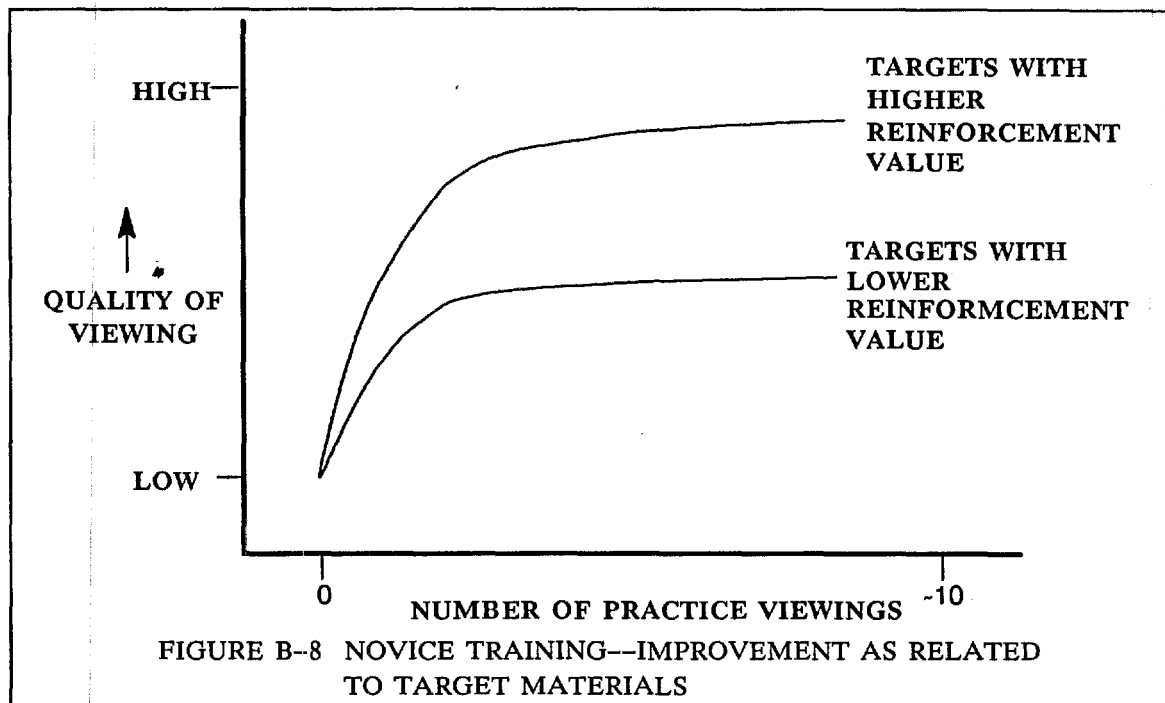 HIGH
TARGETS WITH
HIGHER
REINFORCEMENT
VALUE
QUALITY OF
VIEWING
TARGETS WITH
LOWER
REINFORMCEMENT
VALUE
LOW
0
~10
NUMBER OF PRACTICE VIEWINGS
FIGURE B-8 NOVICE TRAINING--IMPROVEMENT AS RELATED
TO TARGET MATERIALS